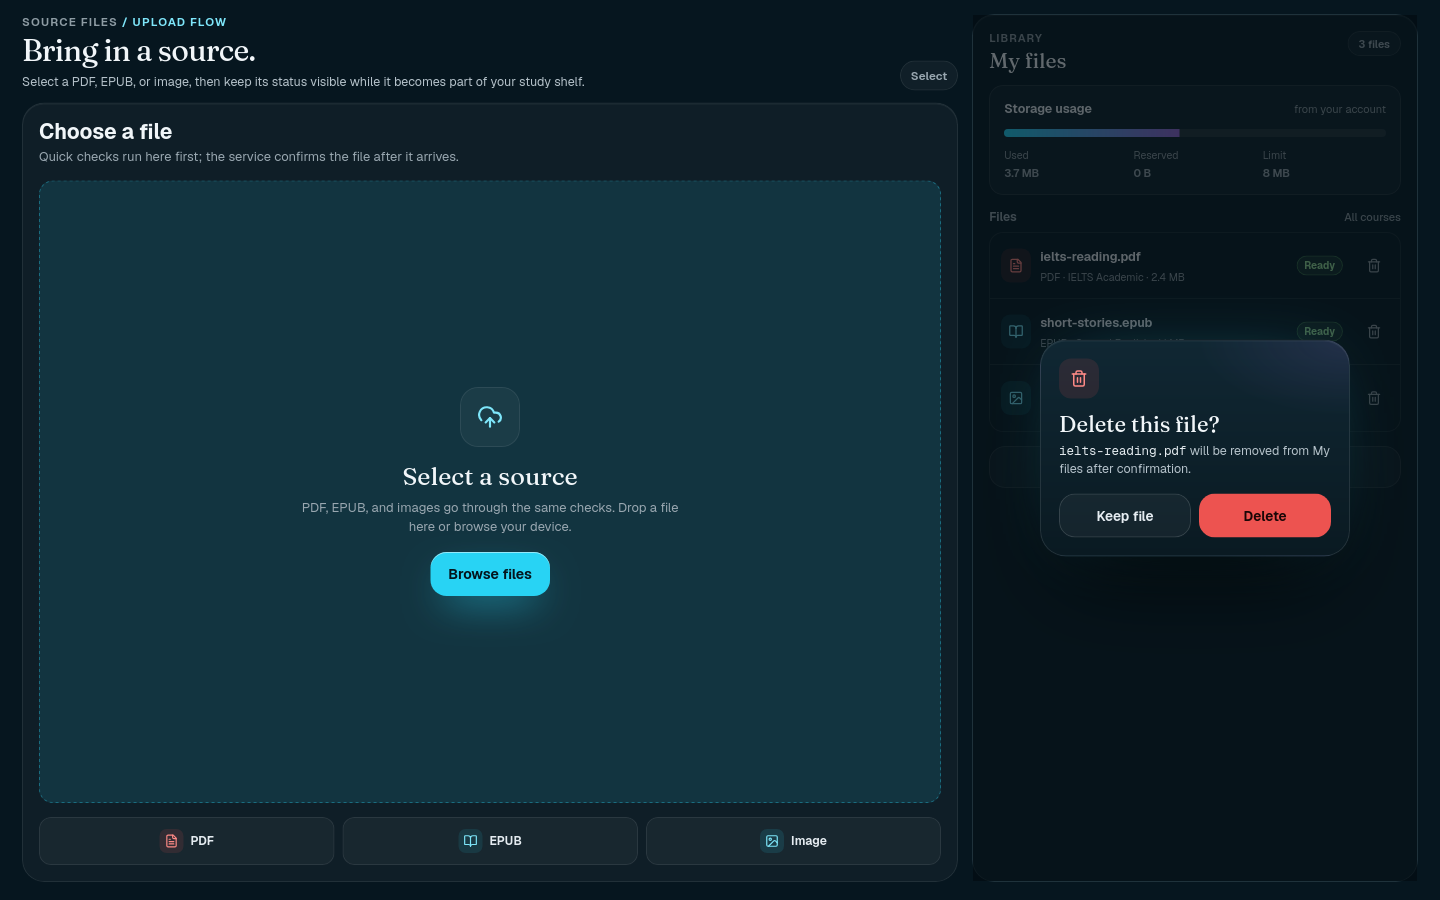 SOURCE FILES / UPLOAD FLOW
Bring in a source.
Select a PDF, EPUB, or image, then keep its status visible while it becomes part of your study shelf.
Select
Choose a file
Quick checks run here first; the service confirms the file after it arrives.
Select a source
PDF, EPUB, and images go through the same checks. Drop a file
here or browse your device.
Browse files
PDF
EPUB
Image
LIBRARY
My files
3 files
Storage usage
from your account
Used
Reserved
Limit
3.7 MB
0 B
8 MB
Files
All courses
ielts-reading.pdf
PDF · IELTS Academic · 2.4 MB
Ready
short-stories.epub
Ready
Delete this file?
ielts-reading.pdf will be removed from My
files after confirmation.
Keep file
Delete